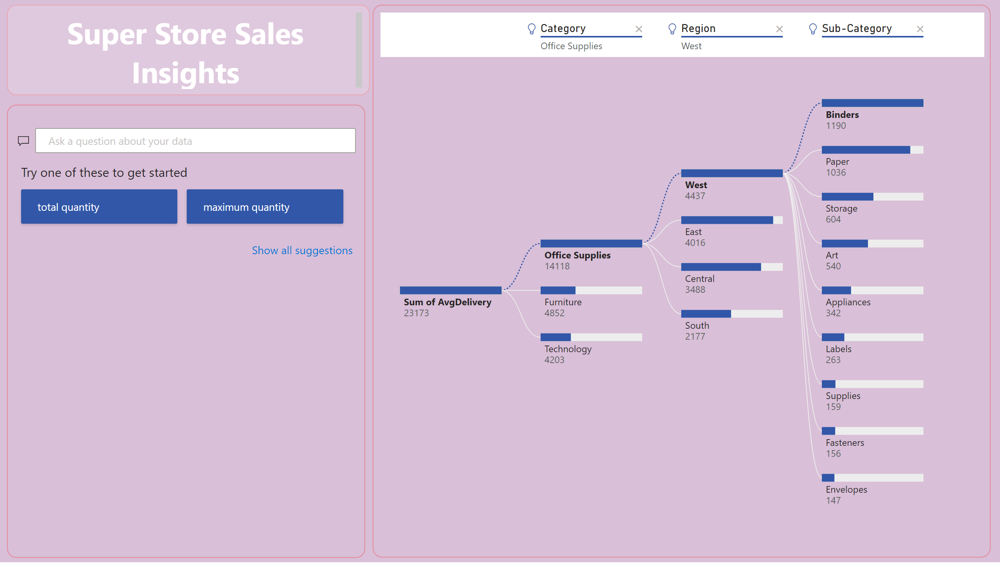 Super Store Sales
Insights
Ask a question about your data
Try one of these to get started
total quantity
maximum quantity
Show all suggestions
Category
Office Supplies
Region
West
Sub-Category
Sum of AvgDelivery
23173
Office Supplies
14118
Furniture
4852
Technology
4203
West
4437
East
4016
Central
3488
South
2177
Binders
1190
Paper
1036
Storage
604
Art
540
Appliances
342
Labels
263
Supplies
159
Fasteners
156
Envelopes
147